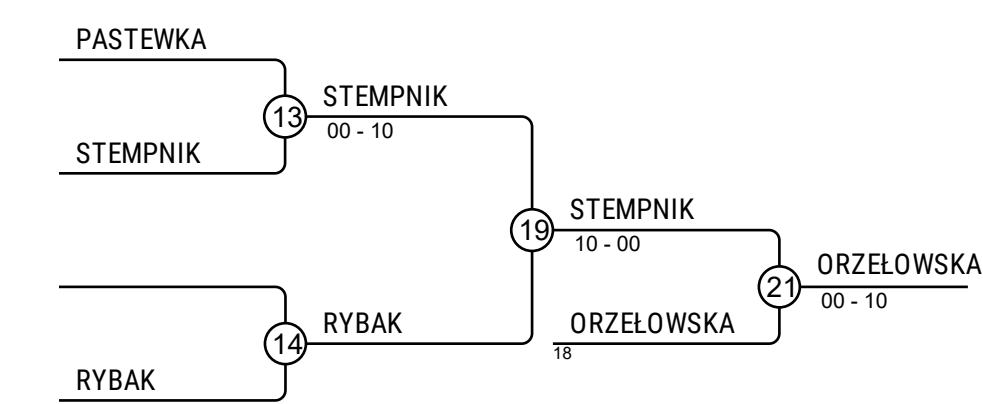 PASTEWKA
13
STEMPNIK
00 - 10
STEMPNIK
19
STEMPNIK
10 - 00
21
ORZEŁOWSKA
00 - 10
14
RYBAK
ORZEŁOWSKA
18
RYBAK